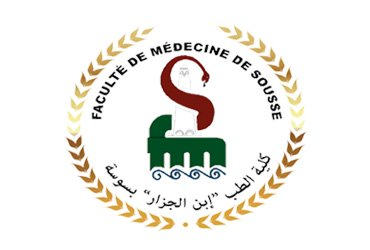 FACULTÉ DE MÉDECINE DE SOUSSE
كلية الطب "إبن الجزار" بسوسة